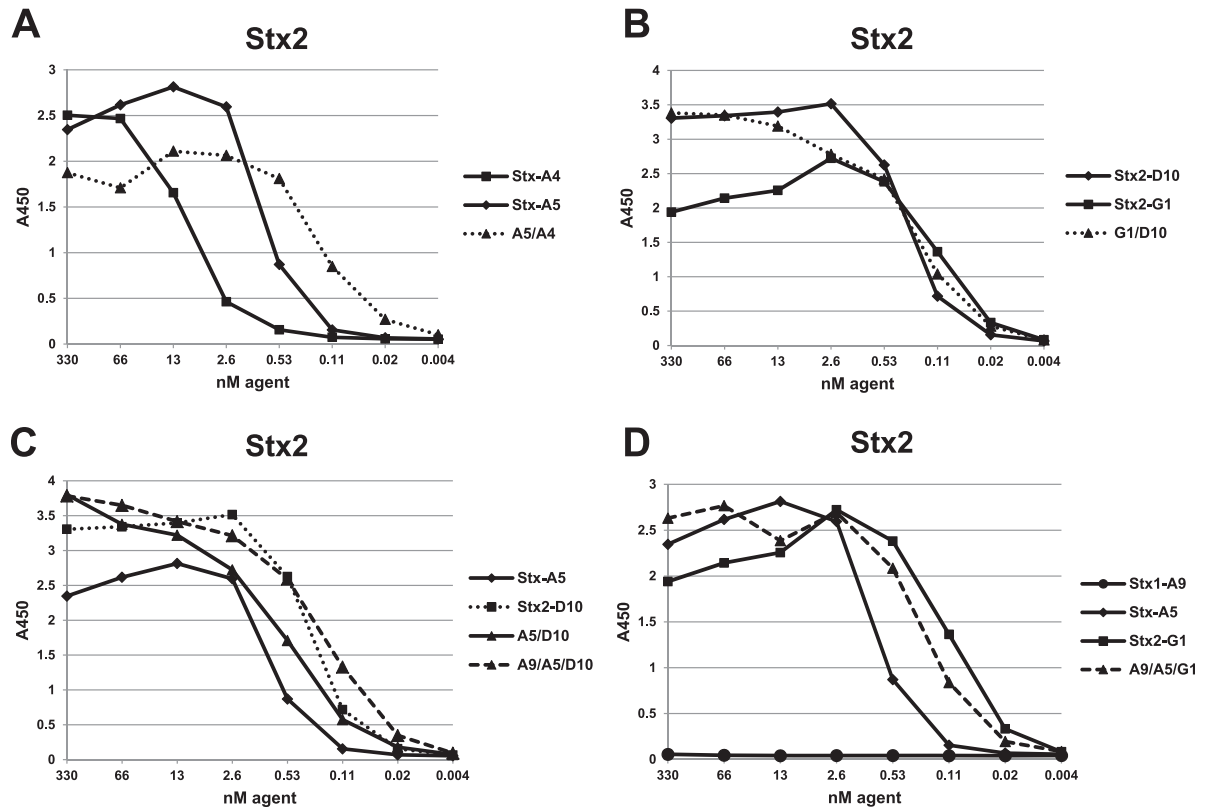 A
Stx2
3
2.5
2
1.5
1
0.5
0
A450
330 66 13 2.6 0.53 0.11 0.02 0.004
nM agent
Stx-A4
Stx-A5
A5/A4
B
Stx2
4
3.5
3
2.5
2
1.5
1
0.5
0
A450
330 66 13 2.6 0.53 0.11 0.02 0.004
nM agent
Stx2-D10
Stx2-G1
G1/D10
C
Stx2
4
3.5
3
2.5
2
1.5
1
0.5
0
A450
330 66 13 2.6 0.53 0.11 0.02 0.004
nM agent
Stx-A5
Stx2-D10
A5/D10
A9/A5/D10
D
Stx2
3
2.5
2
1.5
1
0.5
0
A450
330 66 13 2.6 0.53 0.11 0.02 0.004
nM agent
Stx1-A9
Stx-A5
Stx2-G1
A9/A5/G1